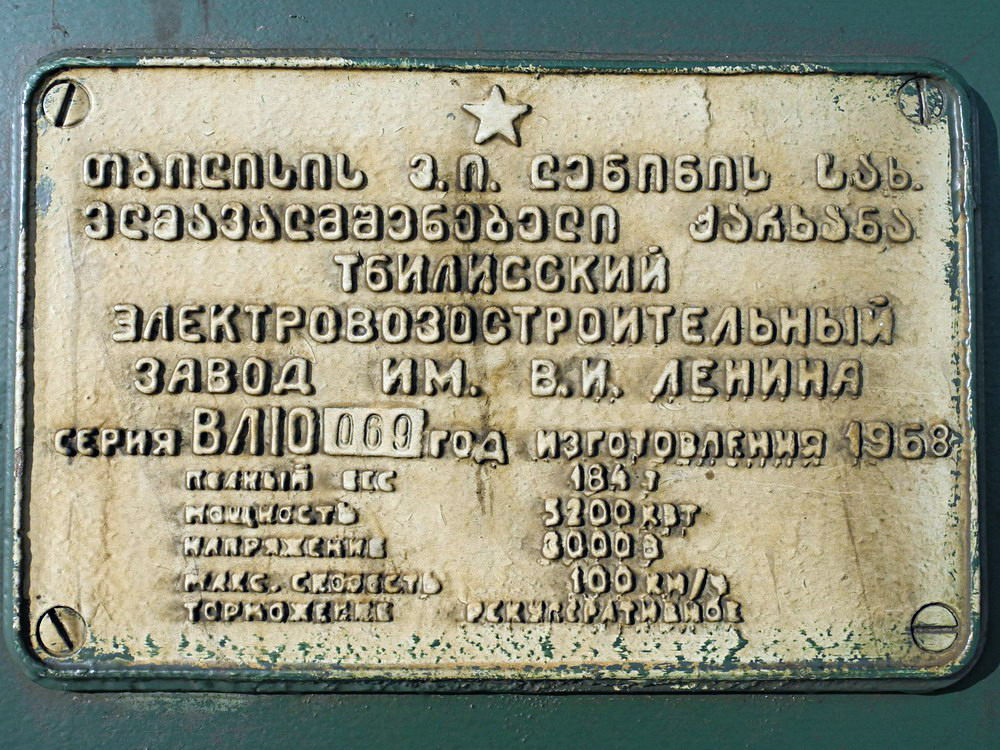 თბილისის ვ.ი. ლენინის სახ.
ელმავალმშენებელი ქარხანა
ТБИЛИССКИЙ
ЭЛЕКТРОВОЗОСТРОИТЕЛЬНЫЙ
ЗАВОД ИМ. В.И. ЛЕНИНА
СЕРИЯ ВЛ10 069 ГОД ИЗГОТОВЛЕНИЯ 1968
ПОЛНЫЙ ВЕС 184 Т
МОЩНОСТЬ 5200 КВТ
НАПРЯЖЕНИЕ 3000 В
МАКС. СКОРОСТЬ 100 КМ/Ч
ТОРМОЖЕНИЕ РЕКУПЕРАТИВНОЕ